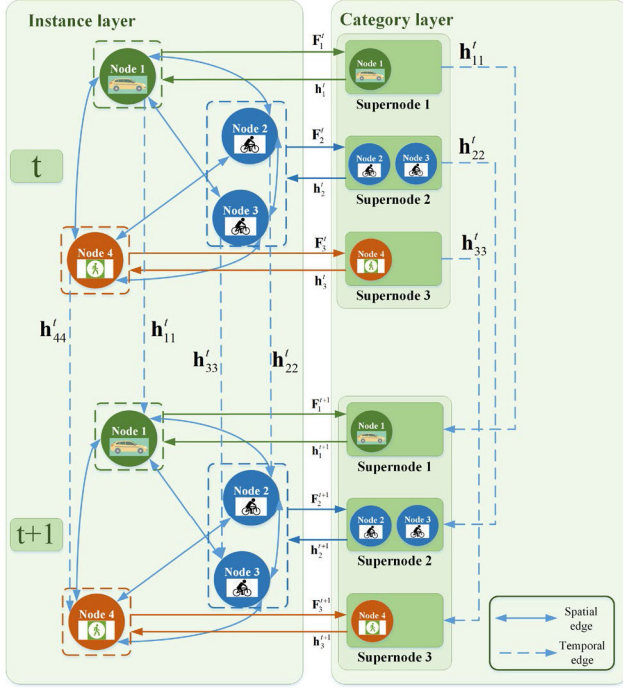 Instance layer
Category layer
t
Node 1
Node 2
Node 3
Node 4
F₁ᵗ
h₁ᵗ
F₂ᵗ
h₂ᵗ
F₃ᵗ
h₃ᵗ
Node 1
Supernode 1
Node 2 Node 3
Supernode 2
Node 4
Supernode 3
h₁₁ᵗ
h₂₂ᵗ
h₃₃ᵗ
h₄₄ᵗ
h₁₁ᵗ
h₃₃ᵗ
h₂₂ᵗ
t+1
Node 1
Node 2
Node 3
Node 4
F₁ᵗ⁺¹
h₁ᵗ⁺¹
F₂ᵗ⁺¹
h₂ᵗ⁺¹
F₃ᵗ⁺¹
h₃ᵗ⁺¹
Node 1
Supernode 1
Node 2 Node 3
Supernode 2
Node 4
Supernode 3
Spatial
edge
Temporal
edge